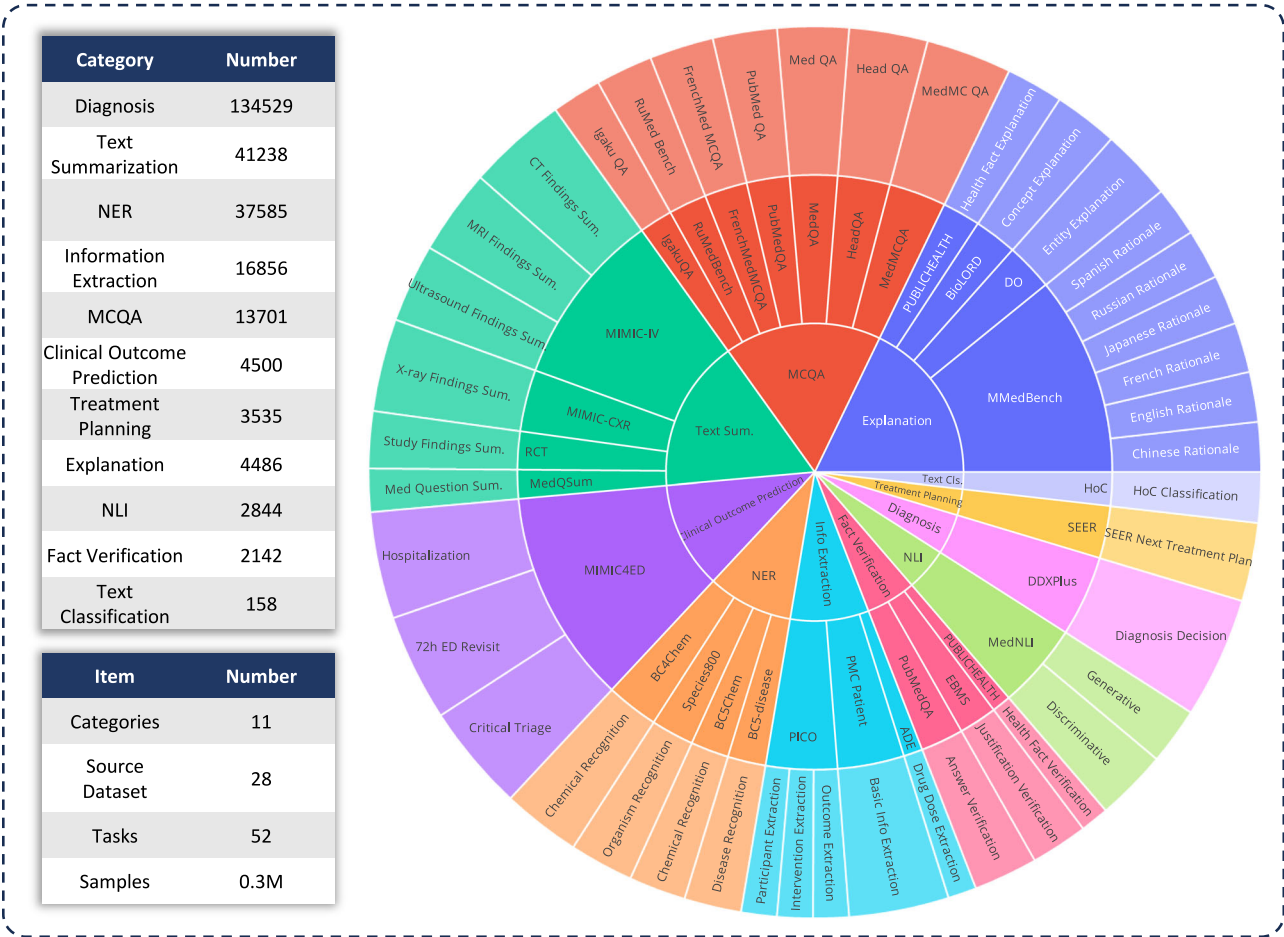 Category Number
Diagnosis 134529
Text
Summarization 41238
NER 37585
Information
Extraction 16856
MCQA 13701
Clinical Outcome
Prediction 4500
Treatment
Planning 3535
Explanation 4486
NLI 2844
Fact Verification 2142
Text
Classification 158
Item Number
Categories 11
Source
Dataset 28
Tasks 52
Samples 0.3M
MCQA
Explanation
Text Cls.
Treatment Planning
Diagnosis
NLI
Fact Verification
Info Extraction
NER
linical Outcome Prediction
Text Sum.
IgakuQA
RuMedBench
FrenchMedMCQA
PubMedQA
MedQA
HeadQA
MedMCQA
PUBLICHEALTH
BioLORD
DO
MMedBench
HoC
SEER
DDXPlus
MedNLI
PUBLICHEALTH
EBMS
PubMedQA
ADE
PMC Patient
PICO
BC5-disease
BC5Chem
Species800
BC4Chem
MIMIC4ED
MedQSum
RCT
MIMIC-CXR
MIMIC-IV
Igaku QA
RuMed Bench
FrenchMed MCQA
PubMed QA
Med QA
Head QA
MedMC QA
Health Fact Explanation
Concept Explanation
Entity Explanation
Spanish Rationale
Russian Rationale
Japanese Rationale
French Rationale
English Rationale
Chinese Rationale
HoC Classification
SEER Next Treatment Plan
Diagnosis Decision
Generative
Discriminative
Health Fact Verification
Justification Verification
Answer Verification
Drug Dose Extraction
Basic Info Extraction
Outcome Extraction
Intervention Extraction
Participant Extraction
Disease Recognition
Chemical Recognition
Organism Recognition
Chemical Recognition
Critical Triage
72h ED Revisit
Hospitalization
Med Question Sum.
Study Findings Sum.
X-ray Findings Sum.
Ultrasound Findings Sum
MRI Findings Sum.
CT Findings Sum.